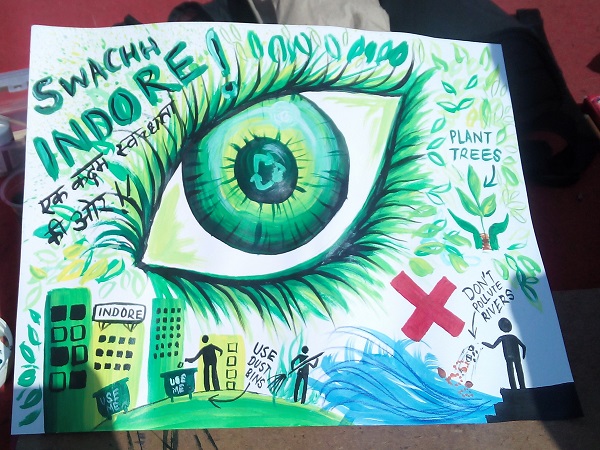 SWACHH
INDORE!
एक कदम स्वच्छता
की ओर !!
PLANT
TREES
INDORE
USE
ME
USE
ME
USE
DUST
BINS
DON'T
POLLUTE
RIVERS